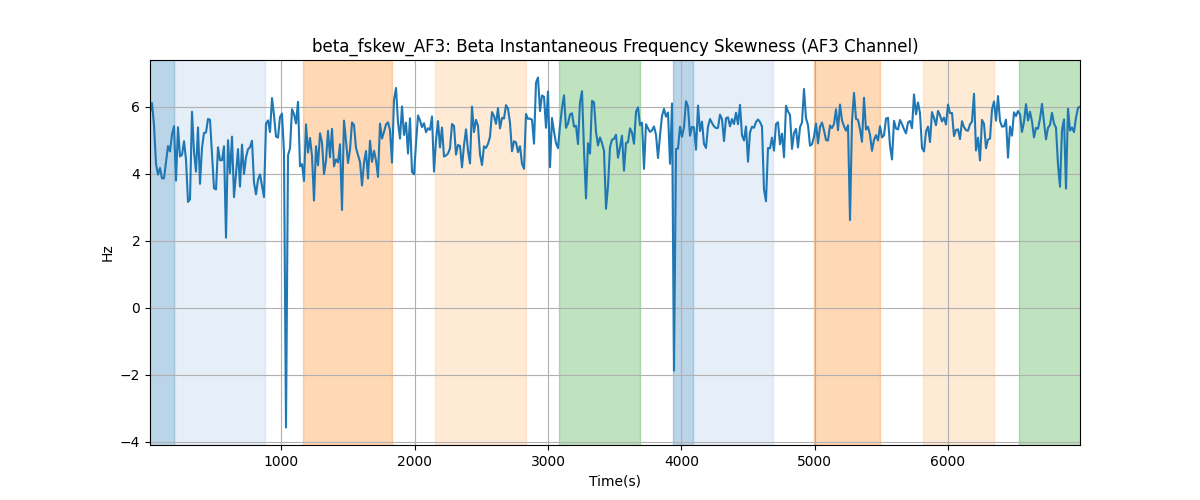 beta_fskew_AF3: Beta Instantaneous Frequency Skewness (AF3 Channel)
6
4
2
0
−2
−4
Hz
1000 2000 3000 4000 5000 6000
Time(s)